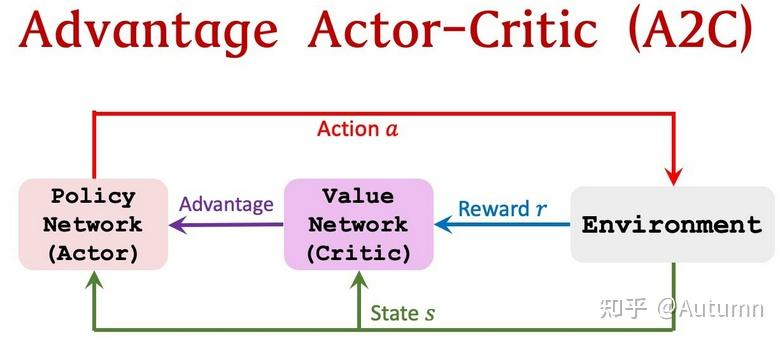 Advantage Actor-Critic (A2C)
Action a
Policy
Network
(Actor)
Advantage
Value
Network
(Critic)
Reward r
Environment
State s
知乎 @Autumn